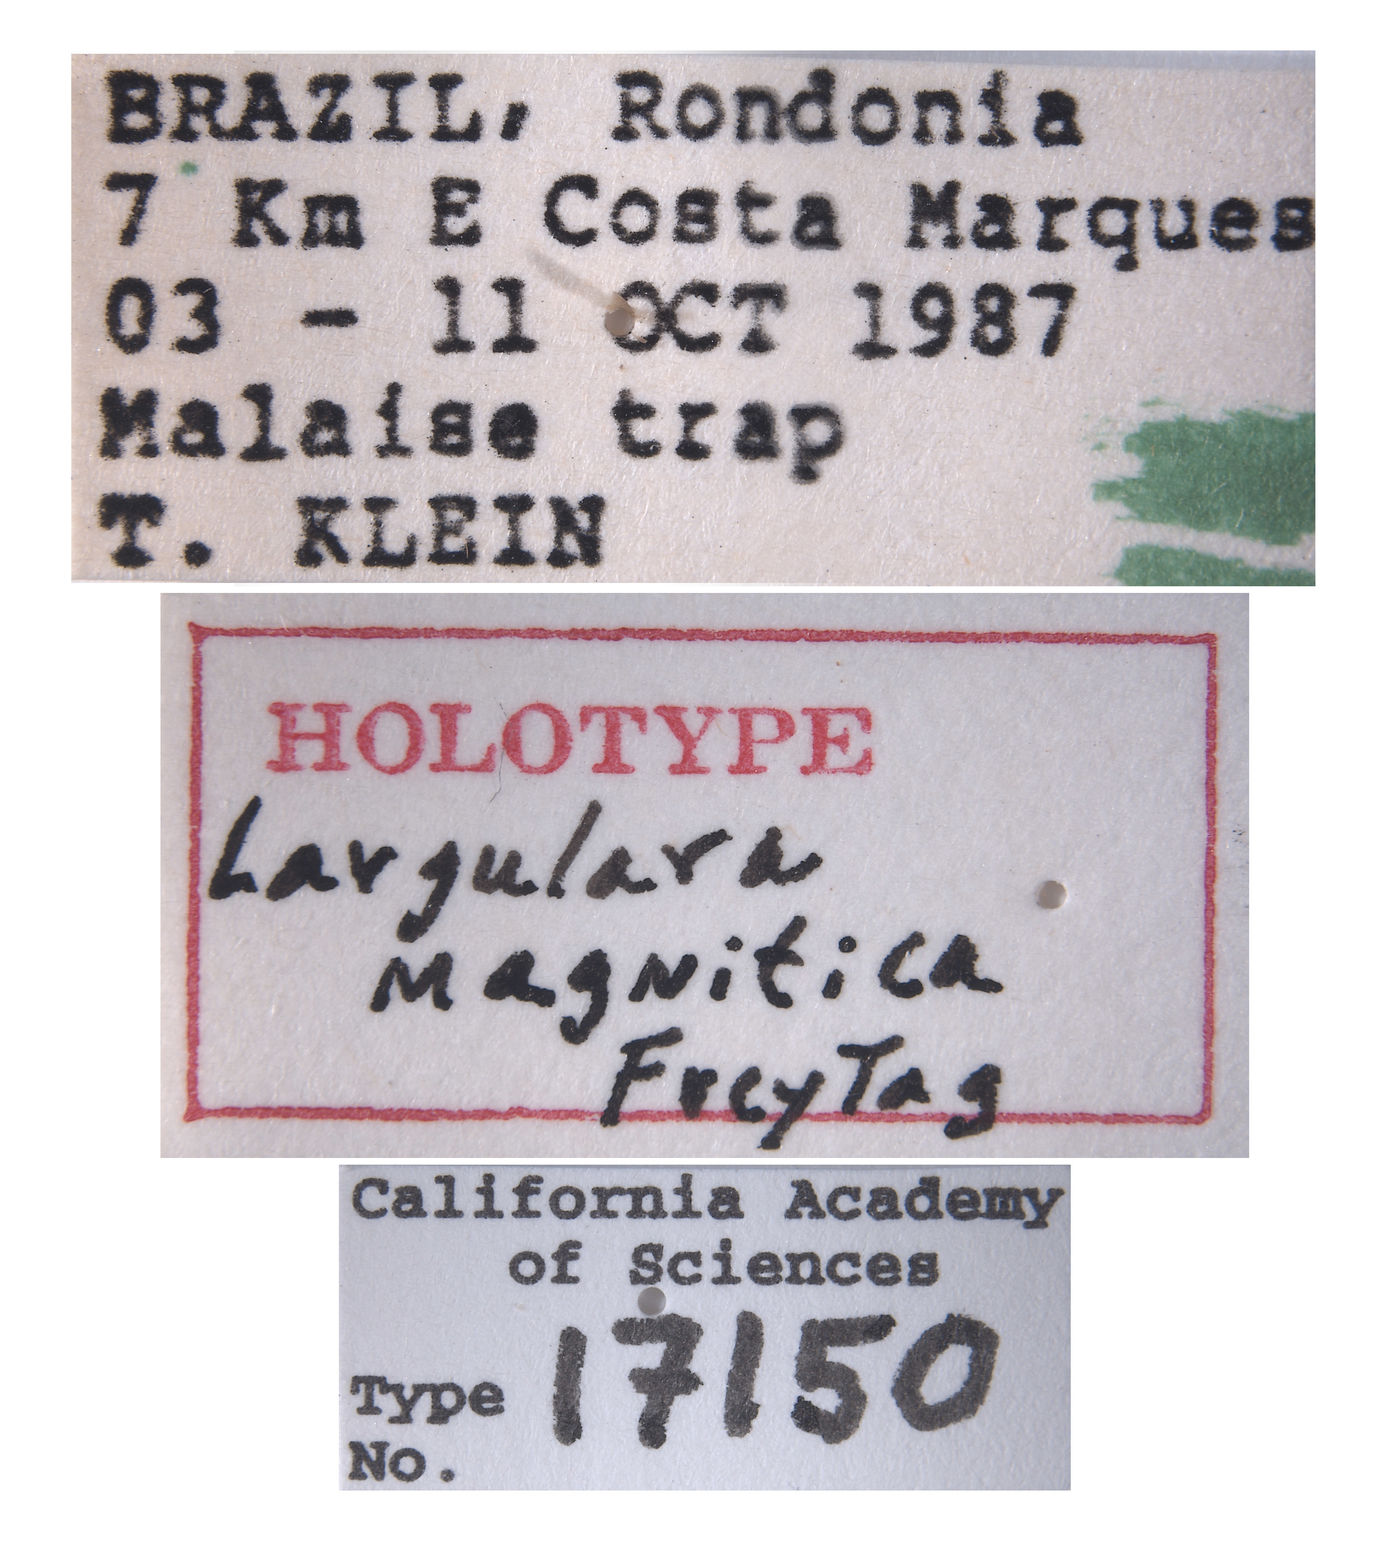 BRAZIL, Rondonia
7 Km E Costa Marques
03 - 11 OCT 1987
Malaise trap
T. KLEIN
HOLOTYPE
Largulara
Magnitica
FreyTag
California Academy
of Sciences
Type 17150
No.